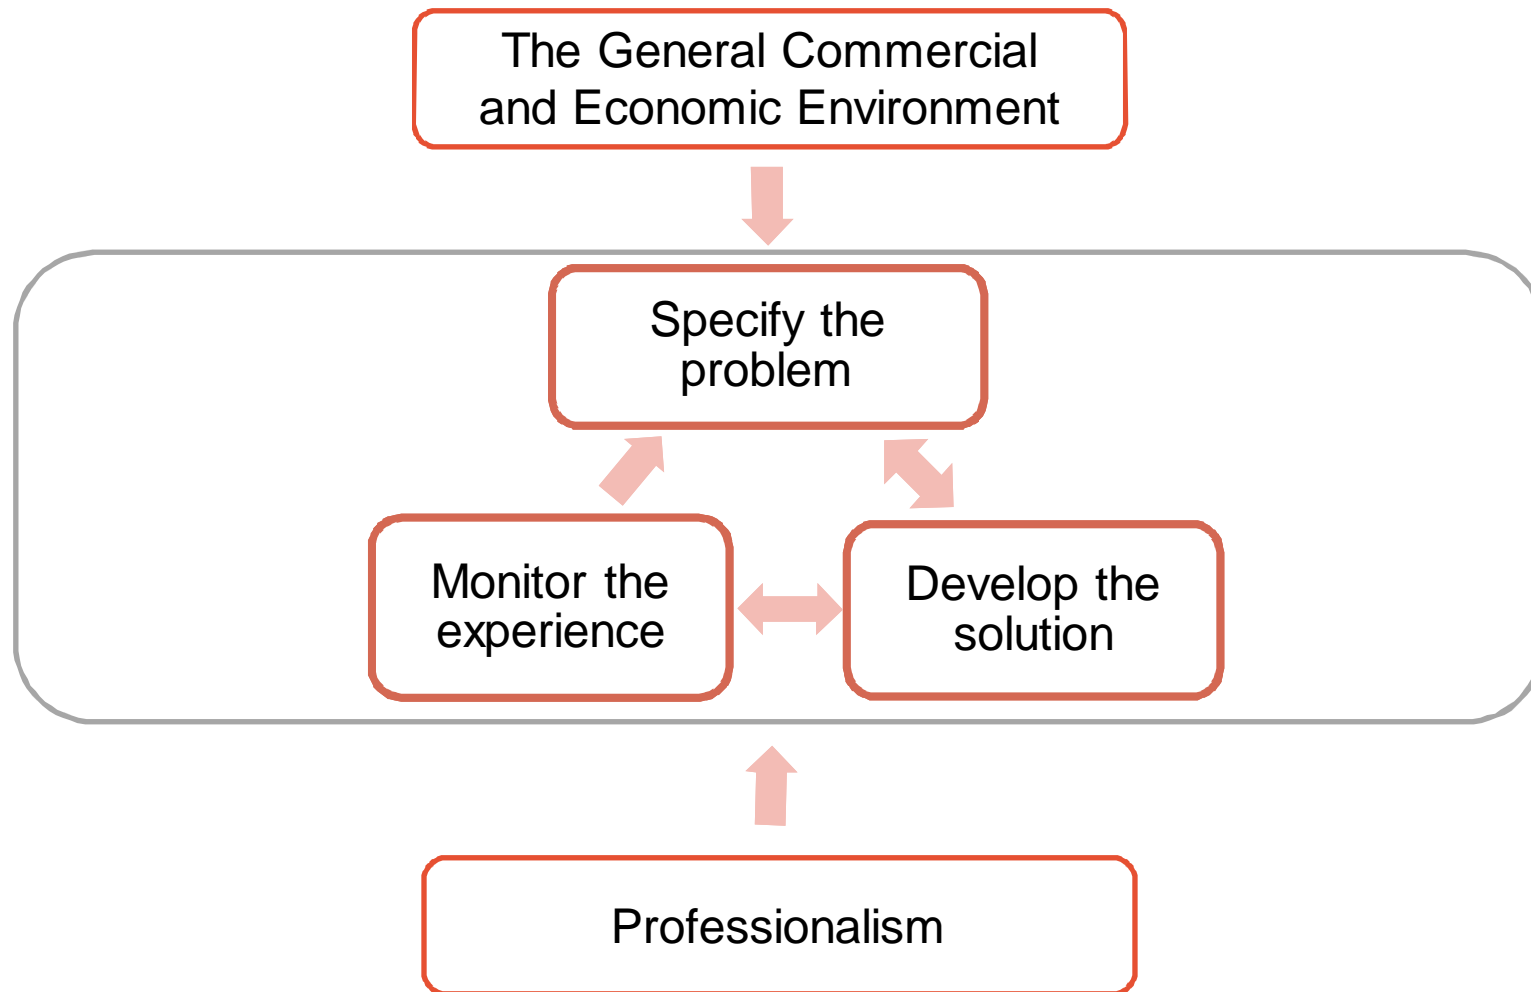 The General Commercial
and Economic Environment
Specify the
problem
Monitor the
experience
Develop the
solution
Professionalism